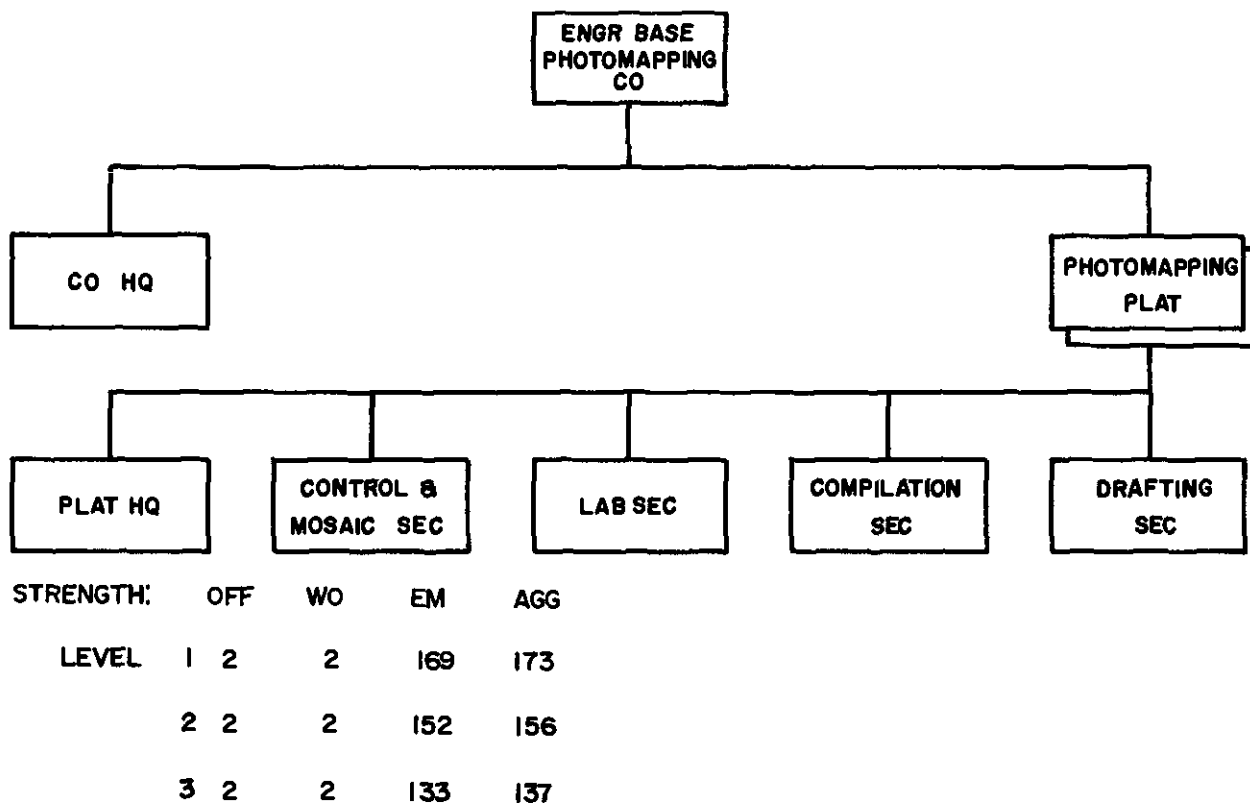 ENGR BASE
PHOTOMAPPING
CO
CO HQ
PHOTOMAPPING
PLAT
PLAT HQ
CONTROL &
MOSAIC SEC
LAB SEC
COMPILATION
SEC
DRAFTING
SEC
STRENGTH: OFF WO EM AGG
LEVEL 1 2 2 169 173
2 2 2 152 156
3 2 2 133 137